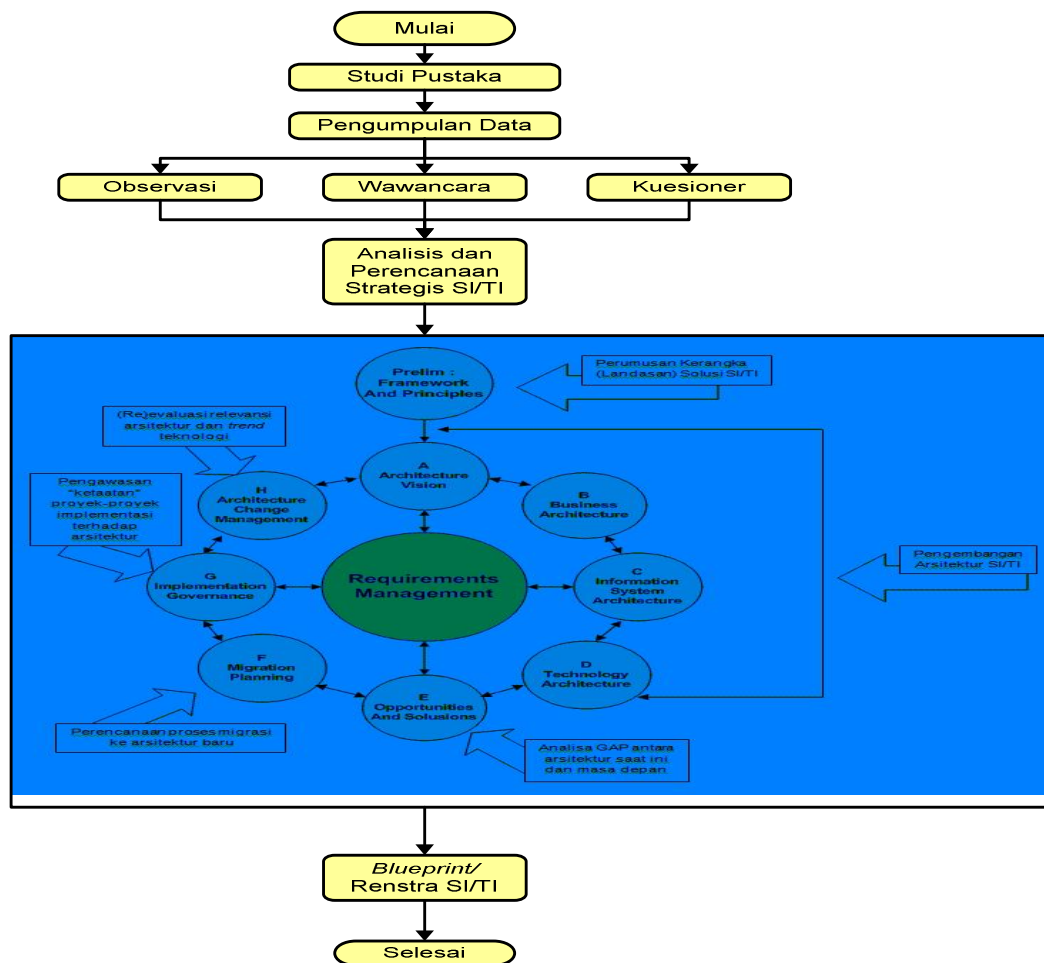 Mulai
Studi Pustaka
Pengumpulan Data
Observasi
Wawancara
Kuesioner
Analisis dan
Perencanaan
Strategis SI/TI
Prelim :
Framework
And Principles
Perumusan Kerangka
(Landasan) Solusi SI/TI
(Re)evaluasi relevansi
arsitektur dan trend
teknologi
A
Architecture
Vision
H
Architecture
Change
Management
B
Business
Architecture
Pengawasan
"ketaatan"
proyek-proyek
implementasi
terhadap
arsitektur
G
Implementation
Governance
Requirements
Management
C
Information
System
Architecture
Pengembangan
Arsitektur SI/TI
F
Migration
Planning
D
Technology
Architecture
E
Opportunities
And Solusions
Perencanaan proses migrasi
ke arsitektur baru
Analisa GAP antara
arsitektur saat ini
dan masa depan
Blueprint/
Renstra SI/TI
Selesai